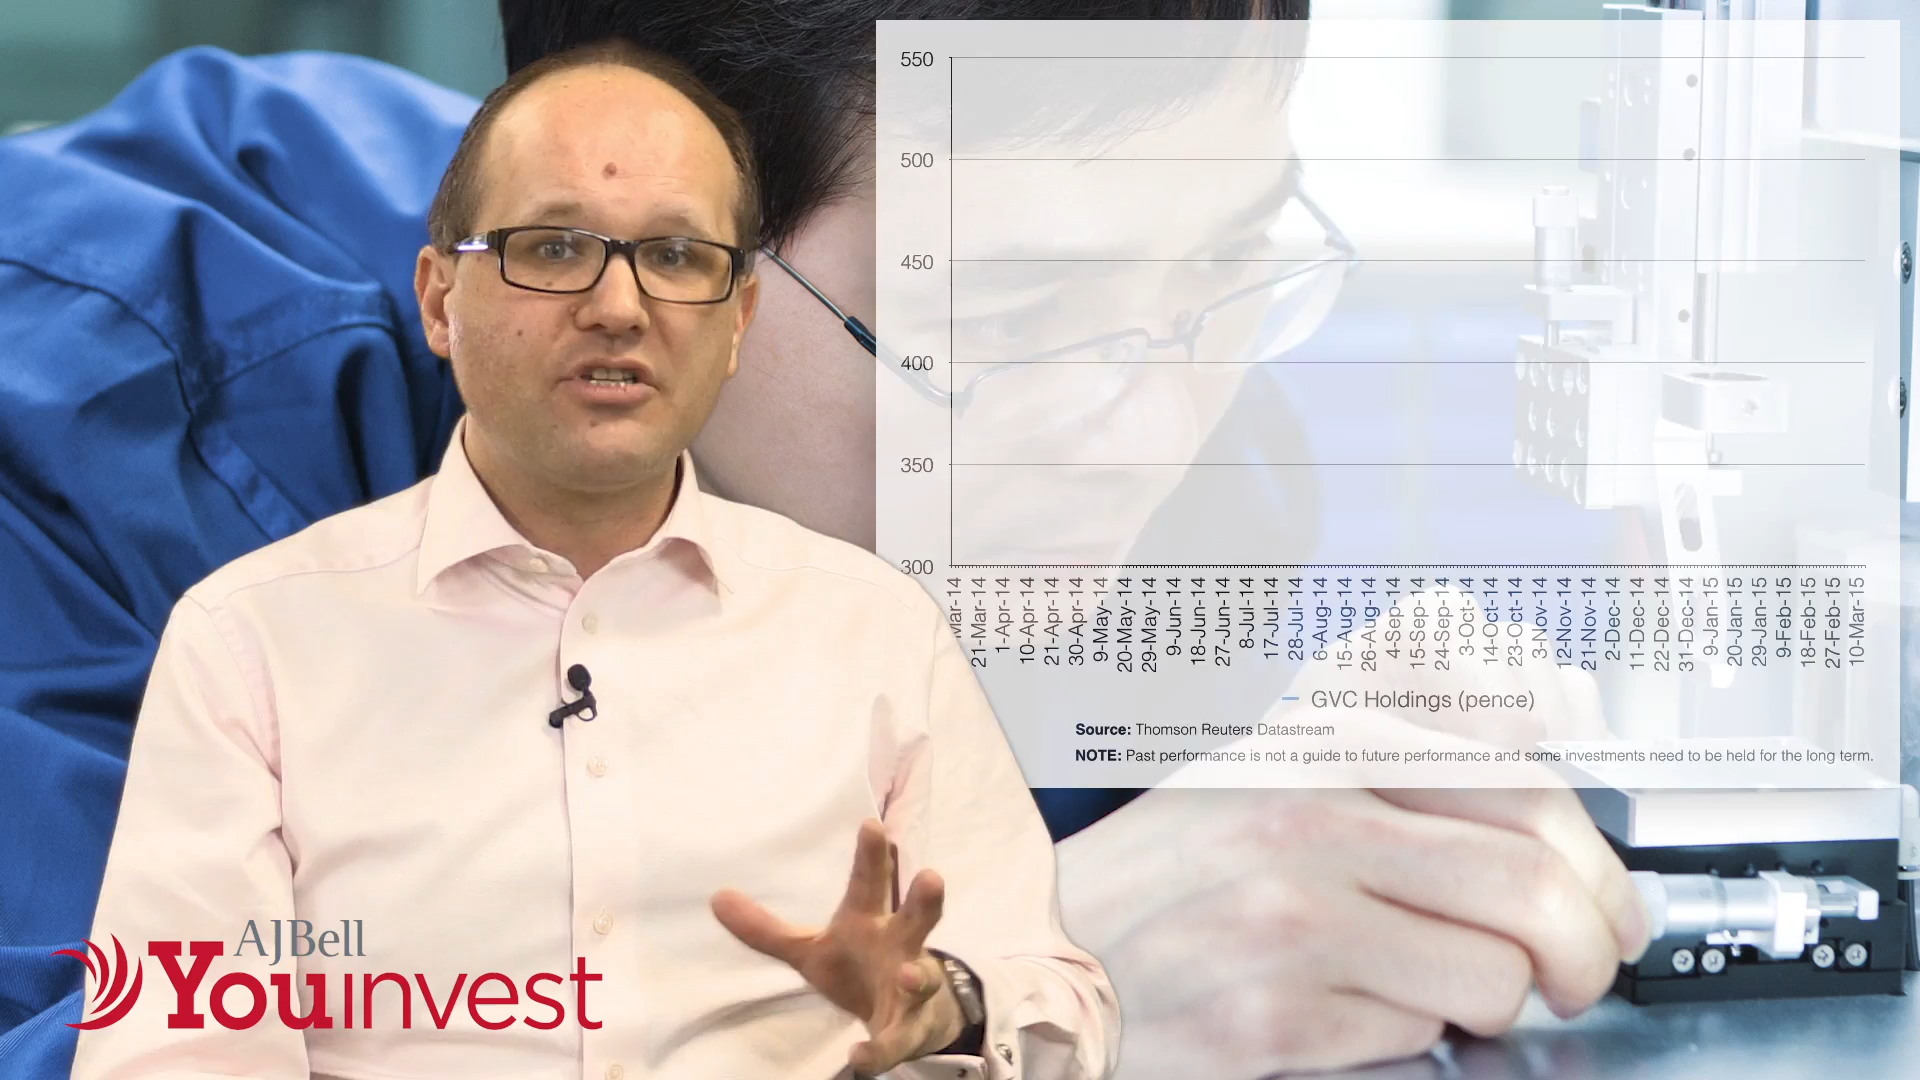 550
500
450
400
350
300
Mar-14
21-Mar-14
1-Apr-14
10-Apr-14
21-Apr-14
30-Apr-14
9-May-14
20-May-14
29-May-14
9-Jun-14
18-Jun-14
27-Jun-14
8-Jul-14
17-Jul-14
28-Jul-14
6-Aug-14
15-Aug-14
26-Aug-14
4-Sep-14
15-Sep-14
24-Sep-14
3-Oct-14
14-Oct-14
23-Oct-14
3-Nov-14
12-Nov-14
21-Nov-14
2-Dec-14
11-Dec-14
22-Dec-14
31-Dec-14
9-Jan-15
20-Jan-15
29-Jan-15
9-Feb-15
18-Feb-15
27-Feb-15
10-Mar-15
GVC Holdings (pence)
Source: Thomson Reuters Datastream
NOTE: Past performance is not a guide to future performance and some investments need to be held for the long term.
AJBell
Youinvest